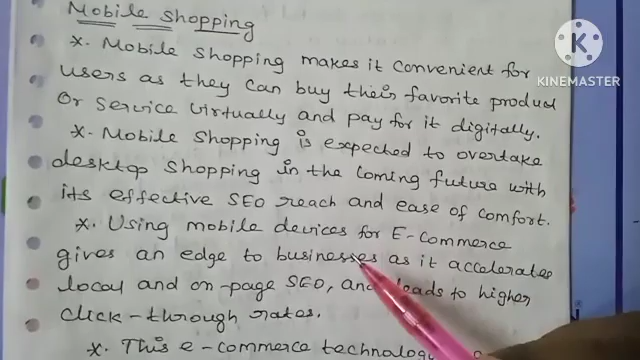 Mobile Shopping
x. Mobile Shopping makes it convenient for
users as they can buy their favorite product
Or Service virtually and pay for it digitally.
x. Mobile Shopping is expected to overtake
desktop Shopping in the coming future with
its effective SEO reach and ease of comfort.
x. Using mobile devices for E-Commerce
gives an edge to businesses as it accelerates
local and on-page SEO, and leads to higher
click-through rates.
x. This e-commerce technology
KINEMASTER